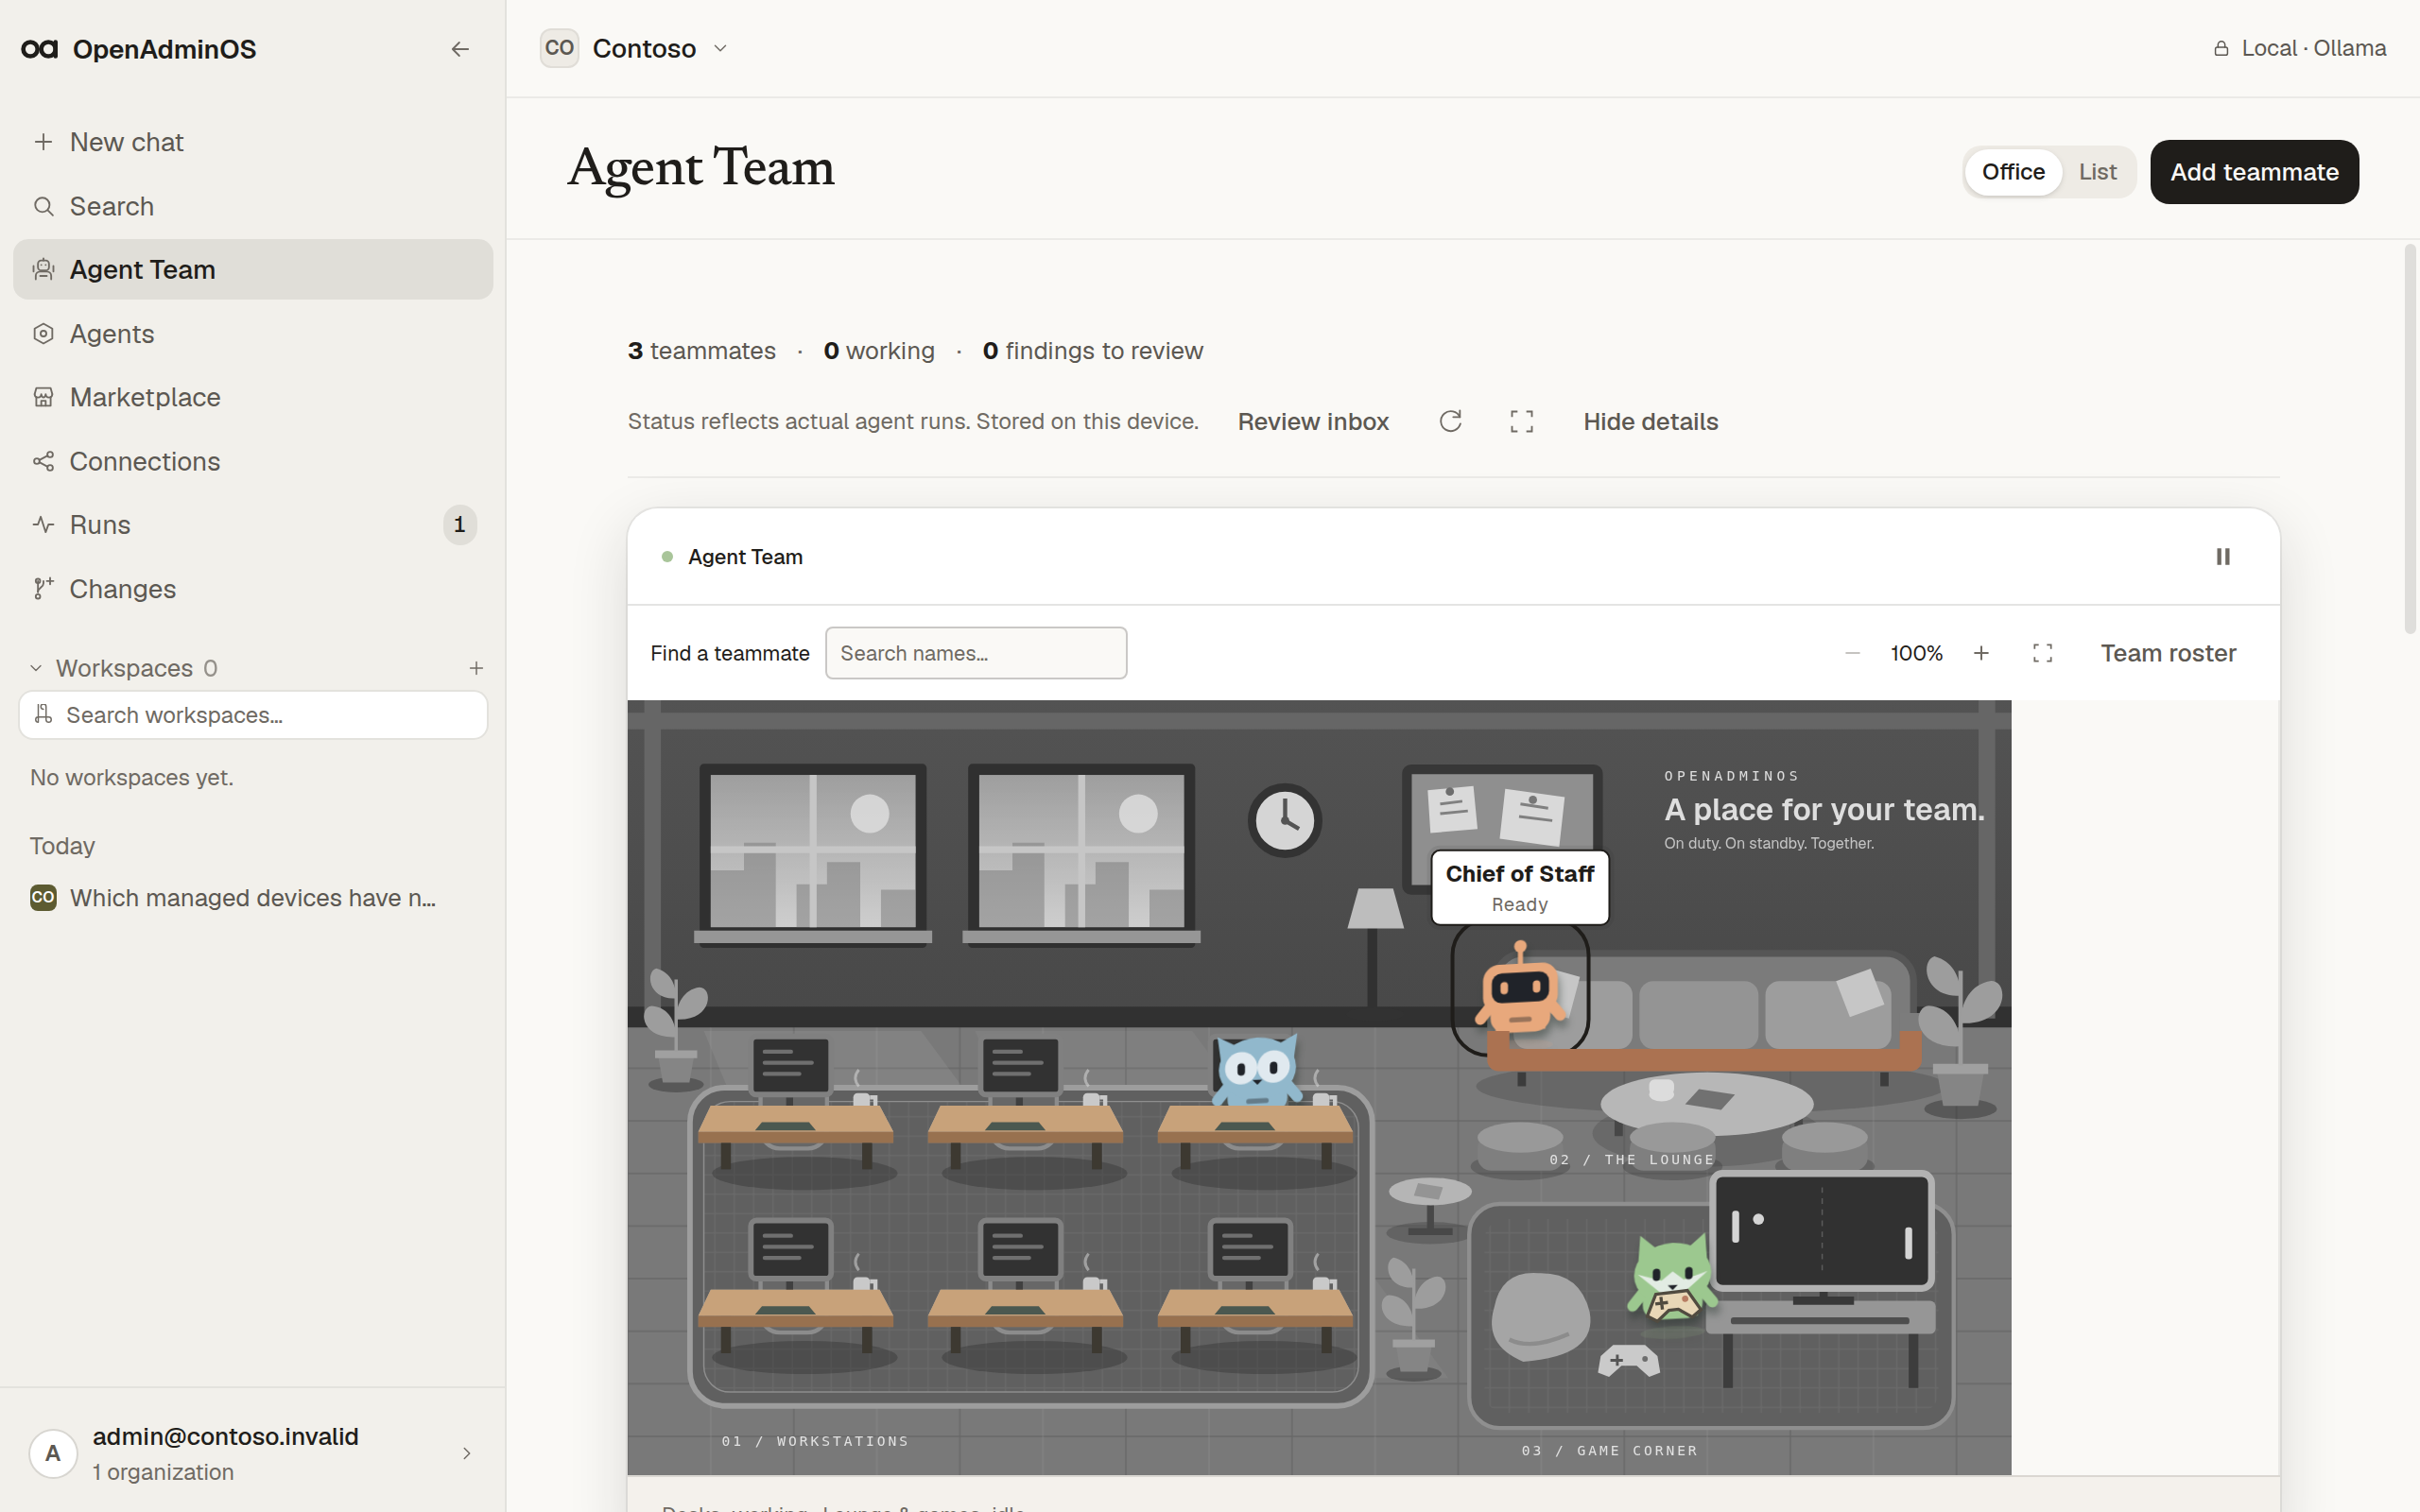 OpenAdminOS
New chat
Search
Agent Team
Agents
Marketplace
Connections
Runs 1
Changes
Workspaces 0
Search workspaces...
No workspaces yet.
Today
CO Which managed devices have n...
A admin@contoso.invalid
1 organization
CO Contoso
Local · Ollama
Agent Team
Office List Add teammate
3 teammates · 0 working · 0 findings to review
Status reflects actual agent runs. Stored on this device. Review inbox Hide details
Agent Team
Find a teammate Search names... 100% Team roster
OPENADMINOS
A place for your team.
On duty. On standby. Together.
Chief of Staff
Ready
02 / THE LOUNGE
01 / WORKSTATIONS
03 / GAME CORNER